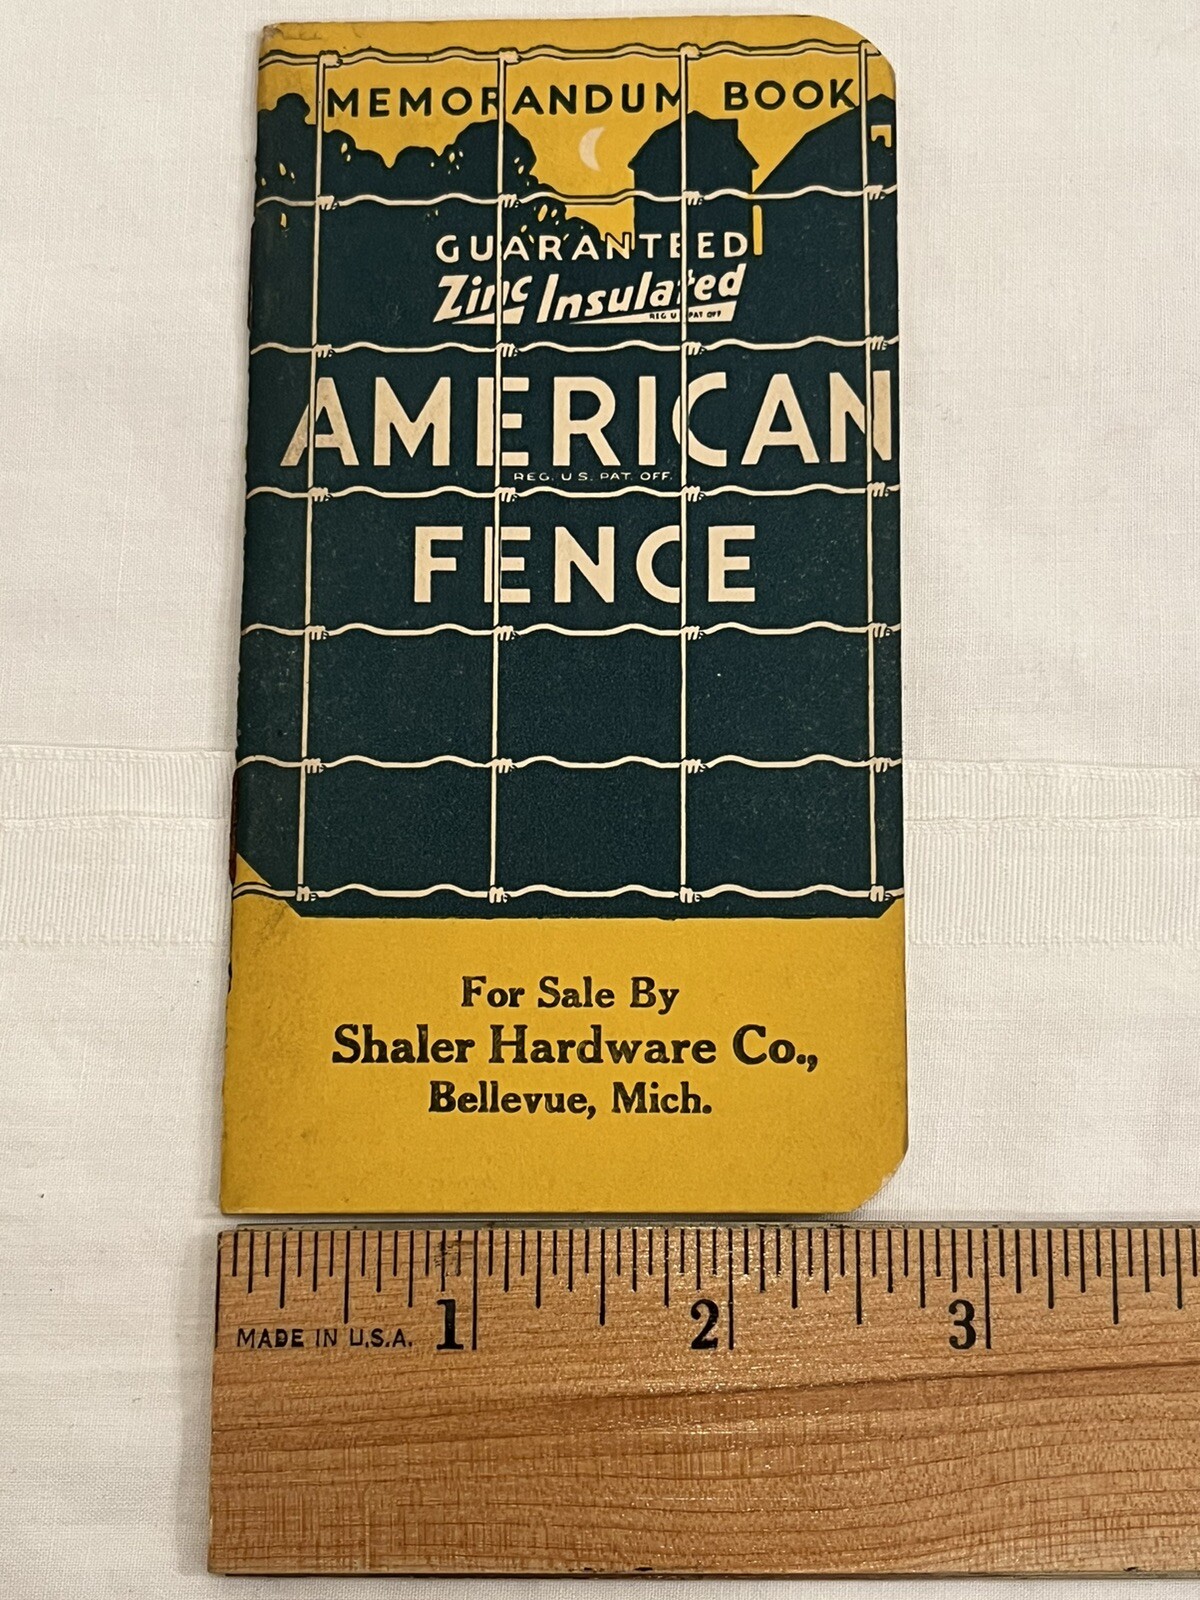 MEMORANDUM BOOK
GUARANTEED
Zinc Insulated
REG U.S. PAT OFF
AMERICAN
REG. U.S. PAT. OFF.
FENCE
For Sale By
Shaler Hardware Co.,
Bellevue, Mich.
1 2 3
MADE IN U.S.A.